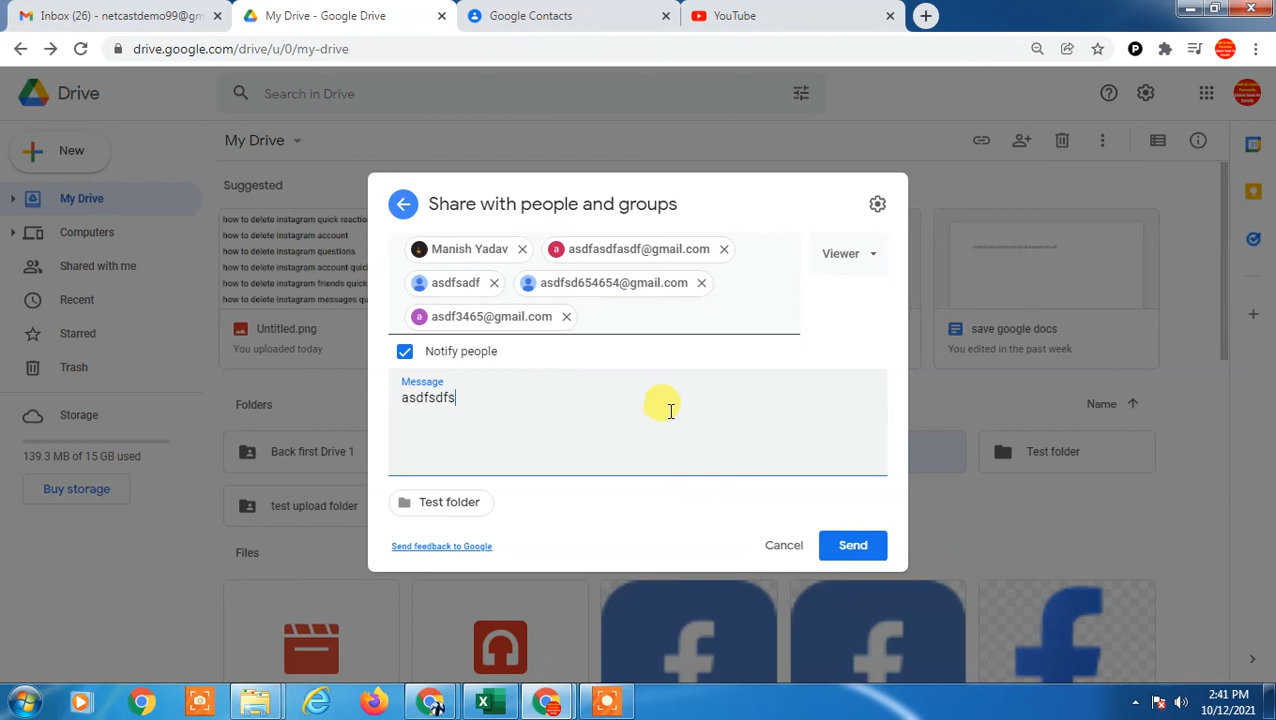 Inbox (26) - netcastdemo99@gm
My Drive - Google Drive
Google Contacts
YouTube
drive.google.com/drive/u/0/my-drive
P
Drive
Search in Drive
New
My Drive
My Drive
Computers
Shared with me
Recent
Starred
Trash
Storage
139.3 MB of 15 GB used
Buy storage
Suggested
how to delete instagram quick reaction
how to delete instagram account
how to delete instagram quick
how to delete instagram account quick
how to delete instagram friends quickl
how to delete instagram messages qu
Untitled.png
You uploaded today
save google docs
You edited in the past week
Folders
Name
Back first Drive 1
Test folder
test upload folder
Files
Share with people and groups
Manish Yadav
a asdfasdfasdf@gmail.com
Viewer
asdfsadf
asdfsd654654@gmail.com
a asdf3465@gmail.com
Notify people
Message
asdfsdfs
Test folder
Send feedback to Google
Cancel
Send
2:41 PM
10/12/2021